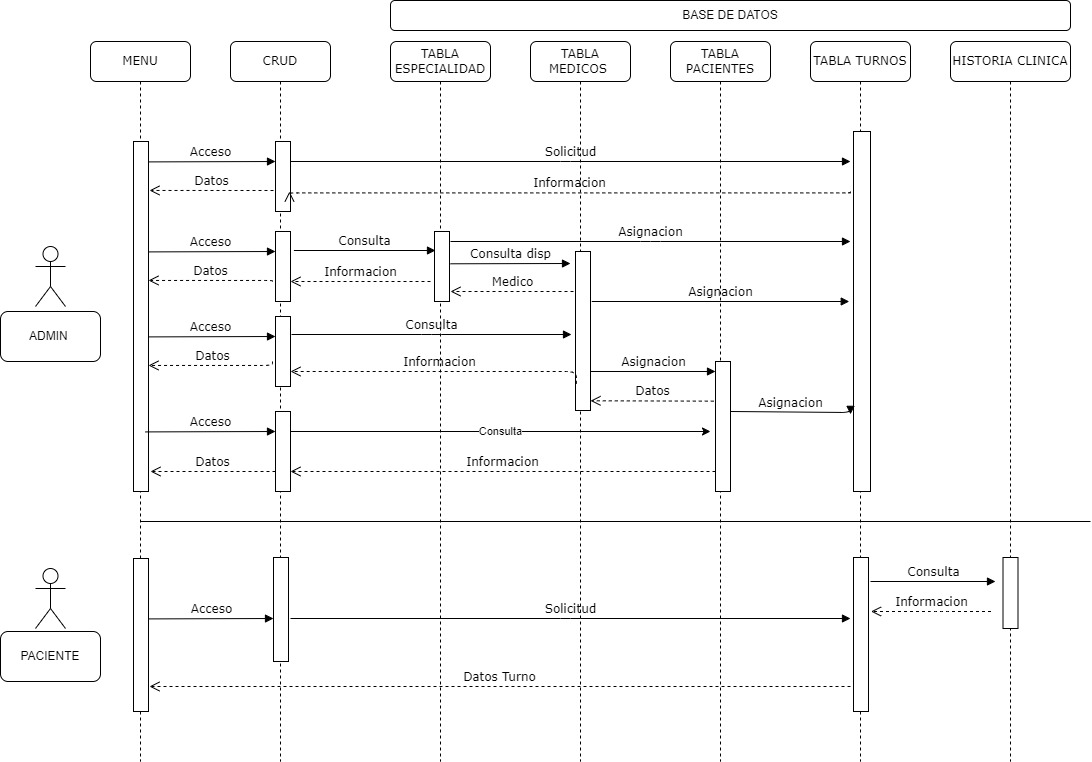 BASE DE DATOS
MENU
CRUD
TABLA
ESPECIALIDAD
TABLA
MEDICOS
TABLA
PACIENTES
TABLA TURNOS
HISTORIA CLINICA
Acceso
Solicitud
Datos
Informacion
Asignacion
Acceso
Consulta
Consulta disp
Datos
Informacion
Medico
Asignacion
ADMIN
Acceso
Consulta
Datos
Informacion
Asignacion
Datos
Asignacion
Acceso
Consulta
Datos
Informacion
Consulta
Informacion
Acceso
Solicitud
PACIENTE
Datos Turno